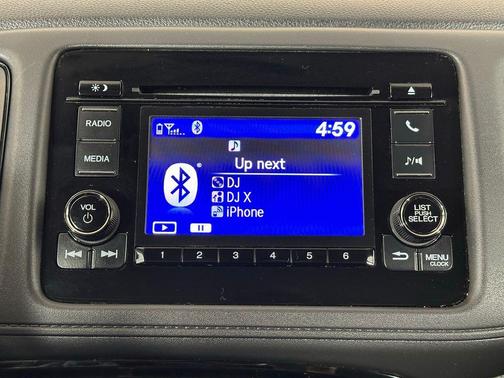 RADIO
MEDIA
VOL
4:59
Up next
DJ
DJ X
iPhone
1 2 3 4 5 6
LIST
PUSH
SELECT
MENU
CLOCK